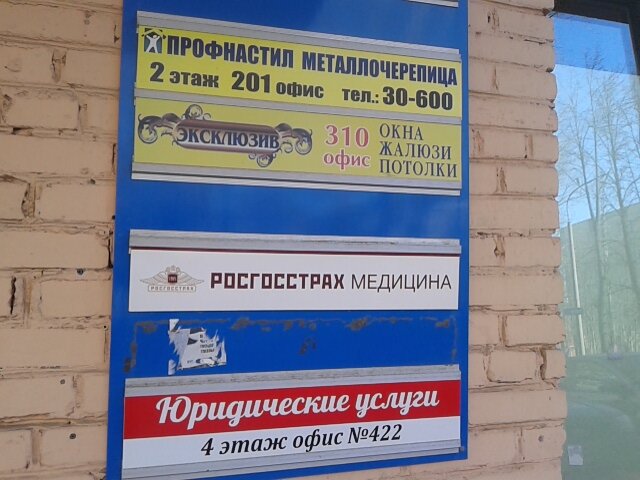 ПРОФНАСТИЛ МЕТАЛЛОЧЕРЕПИЦА
2 этаж 201 офис тел.: 30-600
ЭКСКЛЮЗИВ
310
офис
ОКНА
ЖАЛЮЗИ
ПОТОЛКИ
РОСГОССТРАХ
РОСГОССТРАХ МЕДИЦИНА
Юридические услуги
4 этаж офис №422